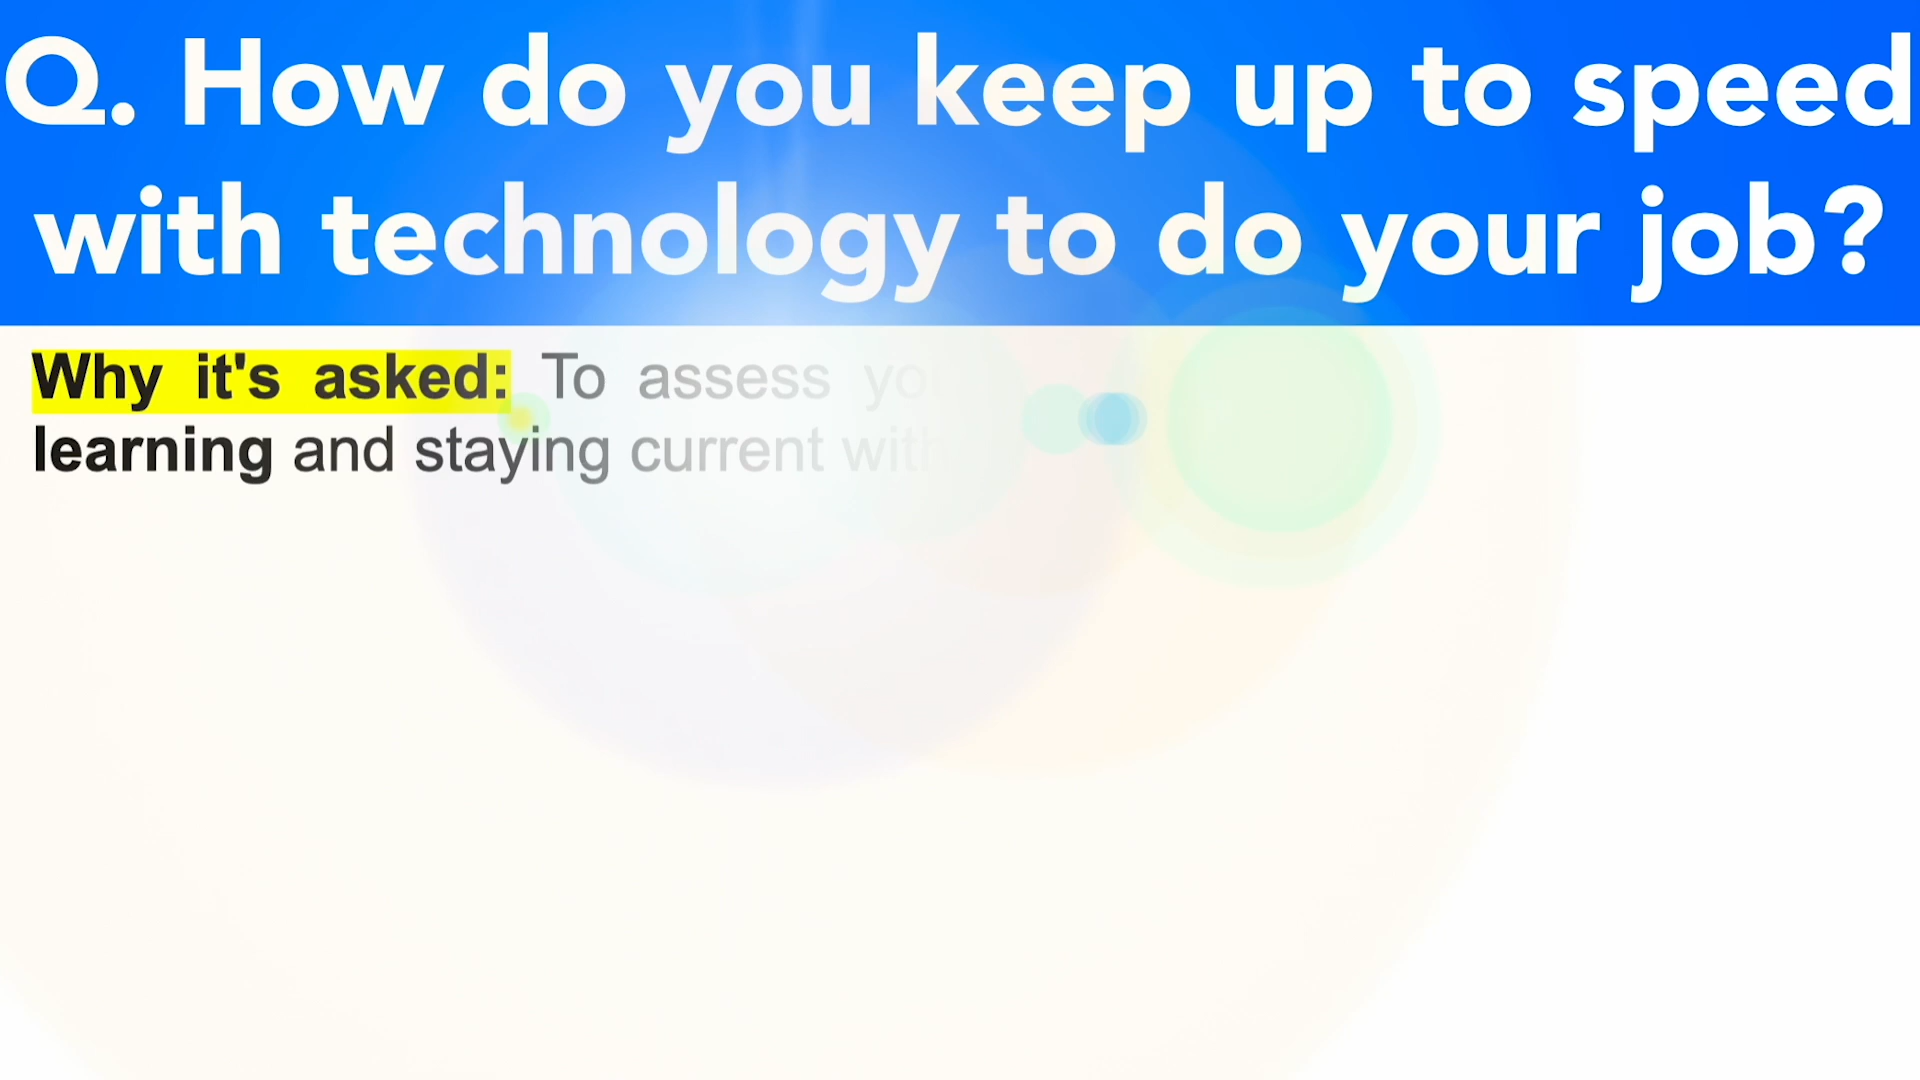 Q. How do you keep up to speed
with technology to do your job?
Why it's asked: To assess
learning and staying current with